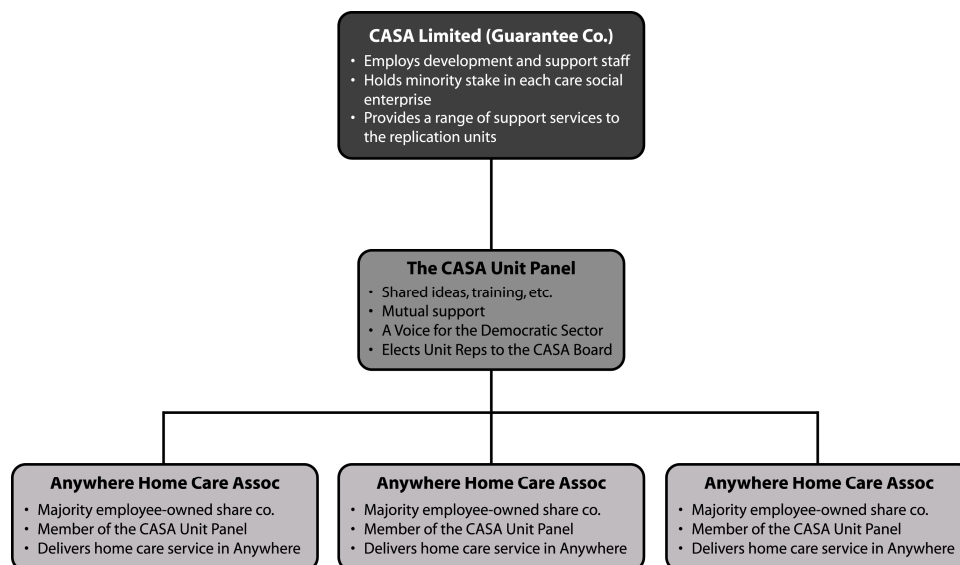 CASA Limited (Guarantee Co.)
• Employs development and support staff
• Holds minority stake in each care social
enterprise
• Provides a range of support services to
the replication units
The CASA Unit Panel
• Shared ideas, training, etc.
• Mutual support
• A Voice for the Democratic Sector
• Elects Unit Reps to the CASA Board
Anywhere Home Care Assoc
• Majority employee-owned share co.
• Member of the CASA Unit Panel
• Delivers home care service in Anywhere
Anywhere Home Care Assoc
• Majority employee-owned share co.
• Member of the CASA Unit Panel
• Delivers home care service in Anywhere
Anywhere Home Care Assoc
• Majority employee-owned share co.
• Member of the CASA Unit Panel
• Delivers home care service in Anywhere